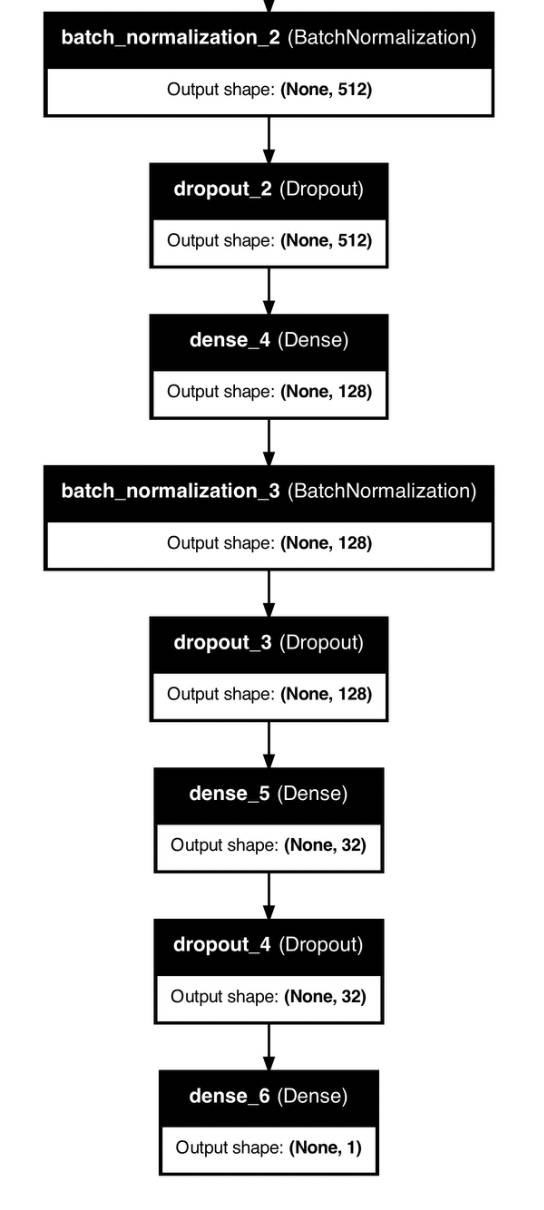 batch_normalization_2 (BatchNormalization)
Output shape: (None, 512)
dropout_2 (Dropout)
Output shape: (None, 512)
dense_4 (Dense)
Output shape: (None, 128)
batch_normalization_3 (BatchNormalization)
Output shape: (None, 128)
dropout_3 (Dropout)
Output shape: (None, 128)
dense_5 (Dense)
Output shape: (None, 32)
dropout_4 (Dropout)
Output shape: (None, 32)
dense_6 (Dense)
Output shape: (None, 1)